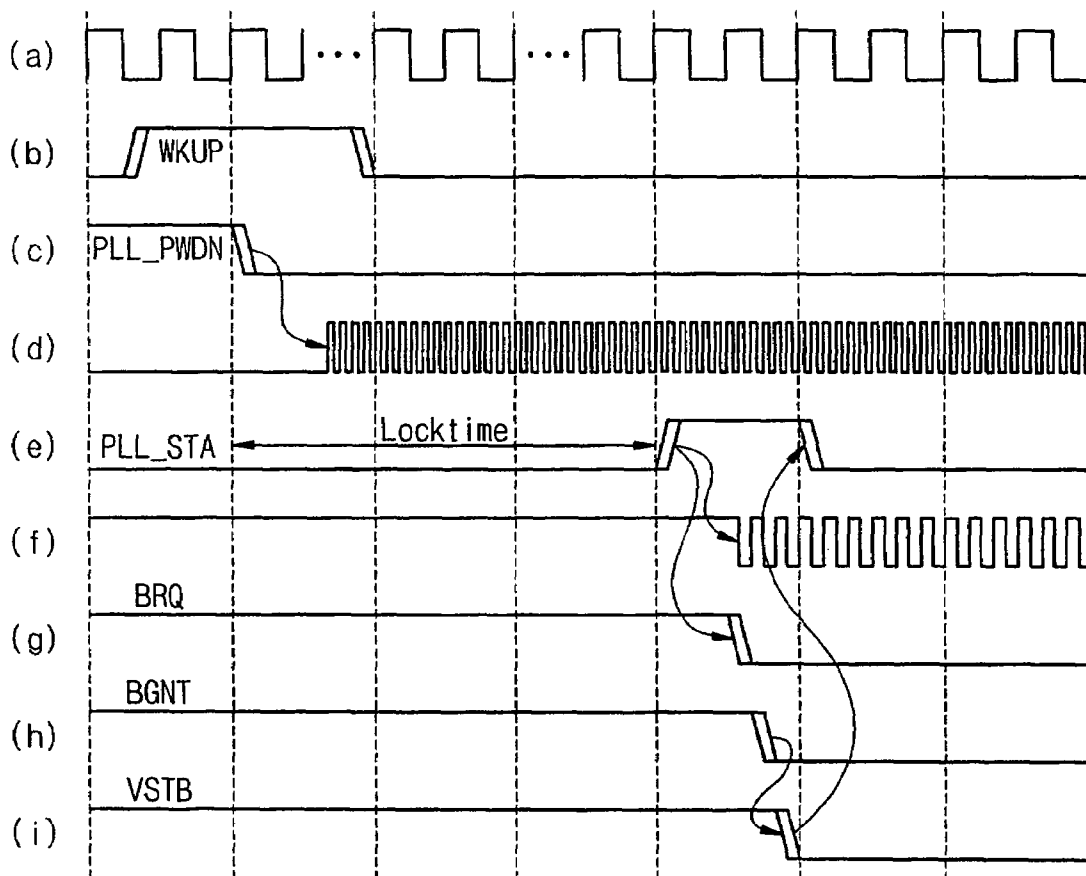 (a)
... ...
(b) WKUP
(c) PLL_PWDN
(d)
(e) PLL_STA Locktime
(f)
BRQ
(g)
BGNT
(h)
VSTB
(i)